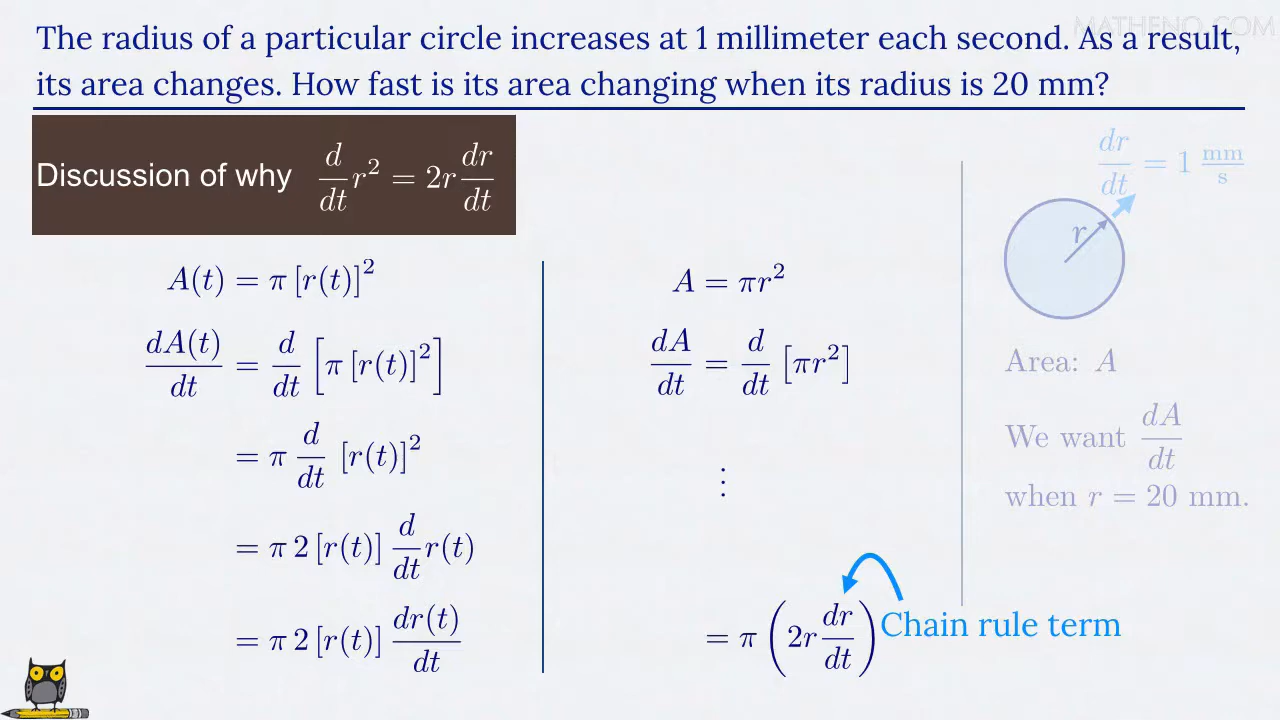 MATHENO.COM
The radius of a particular circle increases at 1 millimeter each second. As a result,
its area changes. How fast is its area changing when its radius is 20 mm?
Discussion of why d/dt r² = 2r dr/dt
A(t) = π [r(t)]²
dA(t)/dt = d/dt [π [r(t)]²]
= π d/dt [r(t)]²
= π 2 [r(t)] d/dt r(t)
= π 2 [r(t)] dr(t)/dt
A = πr²
dA/dt = d/dt [πr²]
⋮
= π (2r dr/dt)
Chain rule term
dr/dt = 1 mm/s
r
Area: A
We want dA/dt
when r = 20 mm.